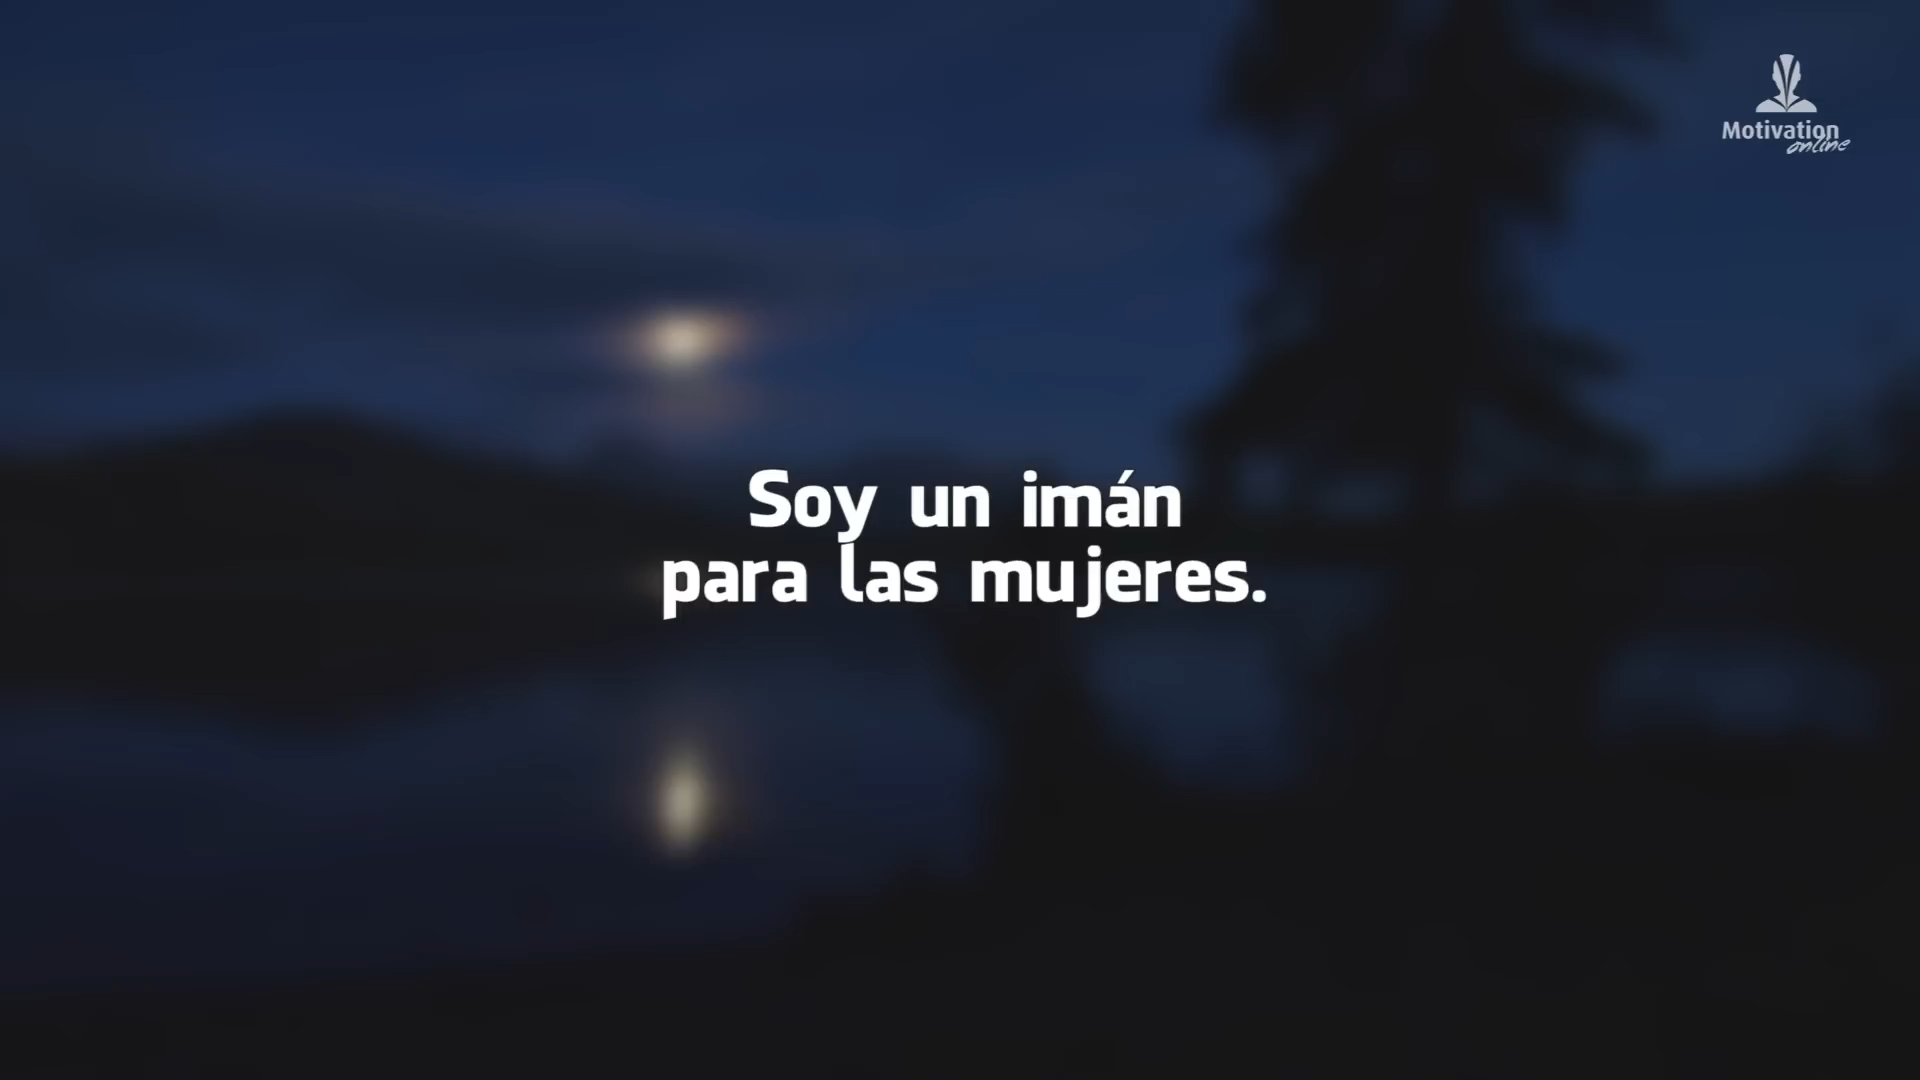 Motivation
online
Soy un imán
para las mujeres.